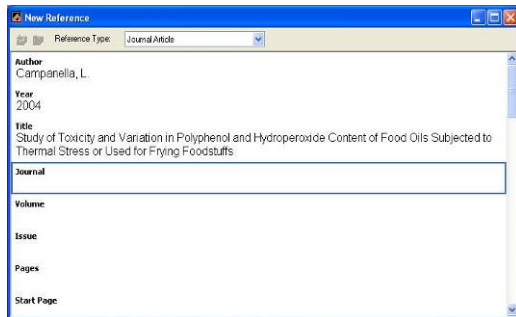 New Reference
Reference Type:
Journal Article
Author
Campanella, L.
Year
2004
Title
Study of Toxicity and Variation in Polyphenol and Hydroperoxide Content of Food Oils Subjected to
Thermal Stress or Used for Frying Foodstuffs
Journal
Volume
Issue
Pages
Start Page